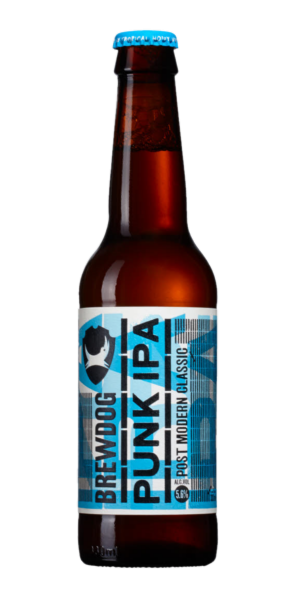 BREWDOG
PUNK IPA
POST MODERN CLASSIC
ALC.VOL
5.6%